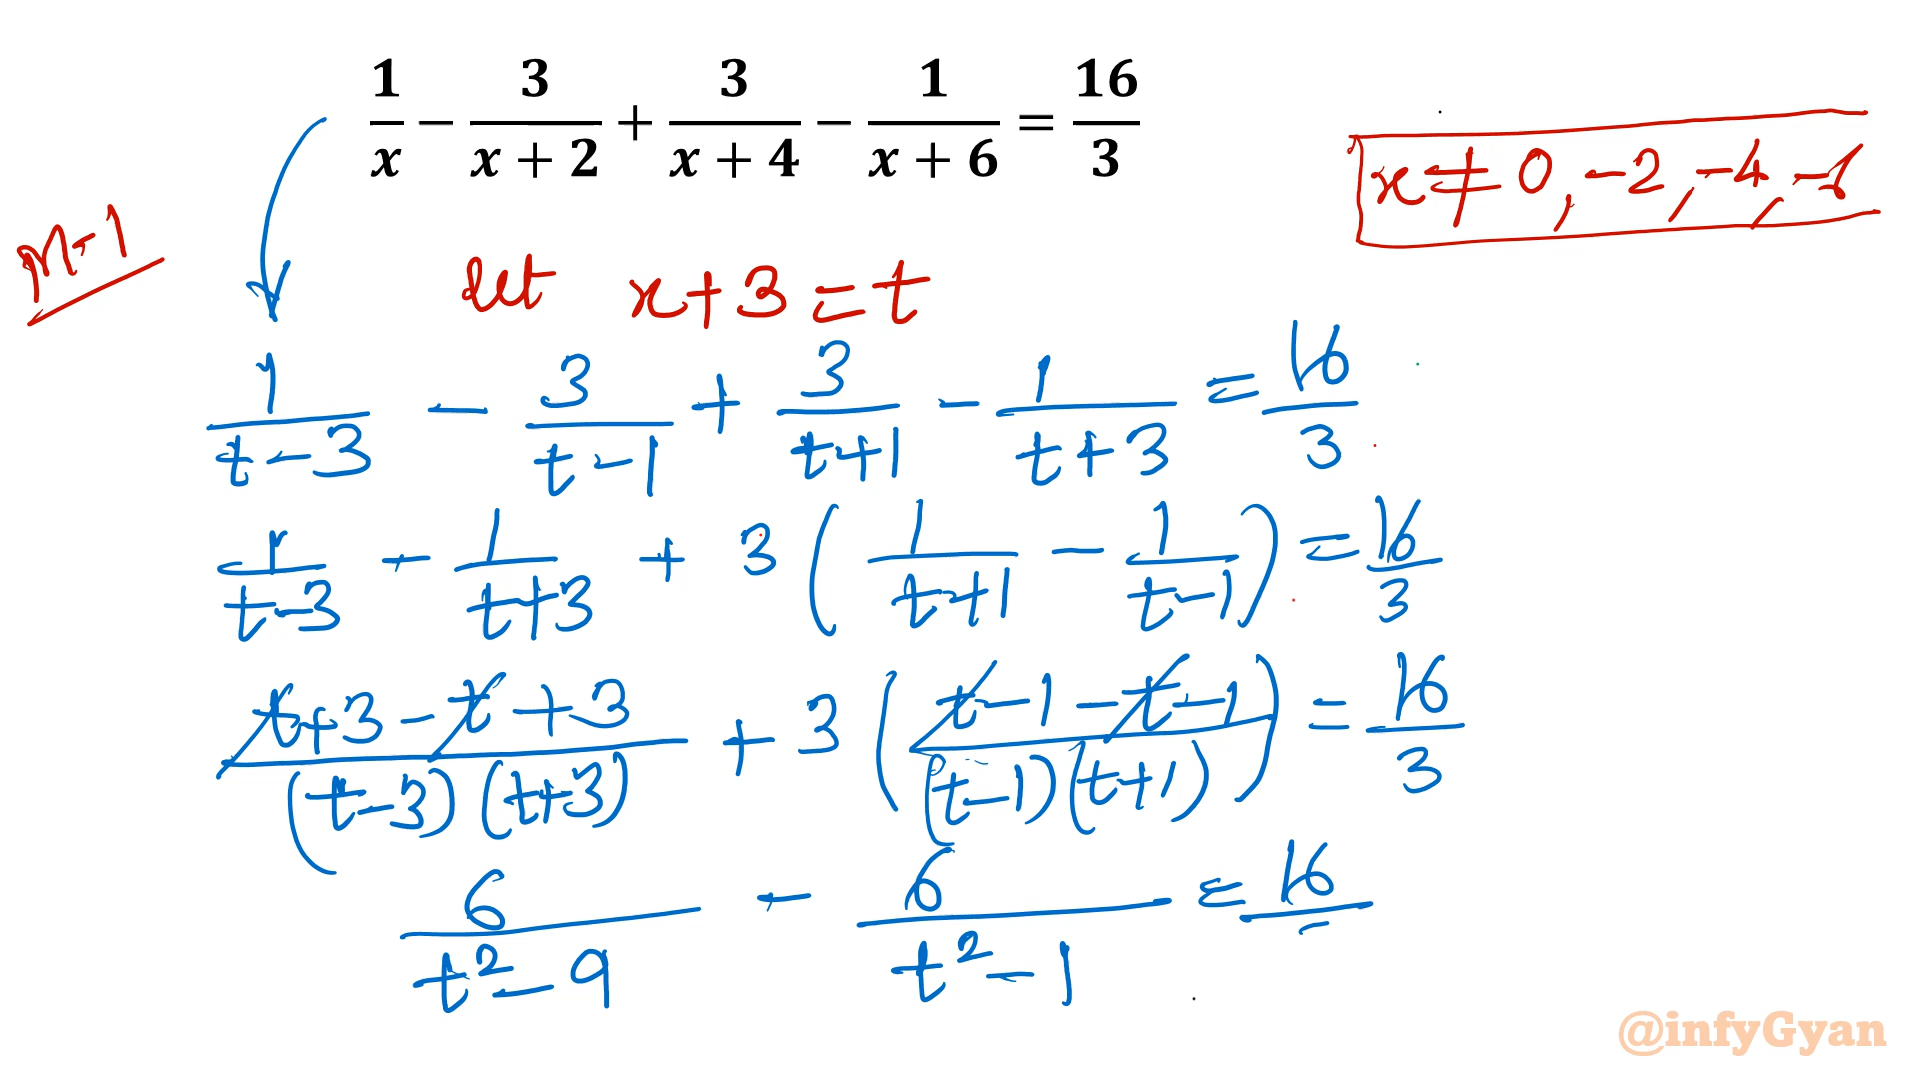 1/x − 3/(x + 2) + 3/(x + 4) − 1/(x + 6) = 16/3
x ≠ 0, -2, -4, -6
M-1
let x+3 = t
1/(t-3) - 3/(t-1) + 3/(t+1) - 1/(t+3) = 16/3
1/(t-3) - 1/(t+3) + 3 (1/(t+1) - 1/(t-1)) = 16/3
(t+3-t+3)/((t-3)(t+3)) + 3 ((t-1-t-1)/((t-1)(t+1))) = 16/3
6/(t²-9) - 6/(t²-1) = 16/
@infyGyan